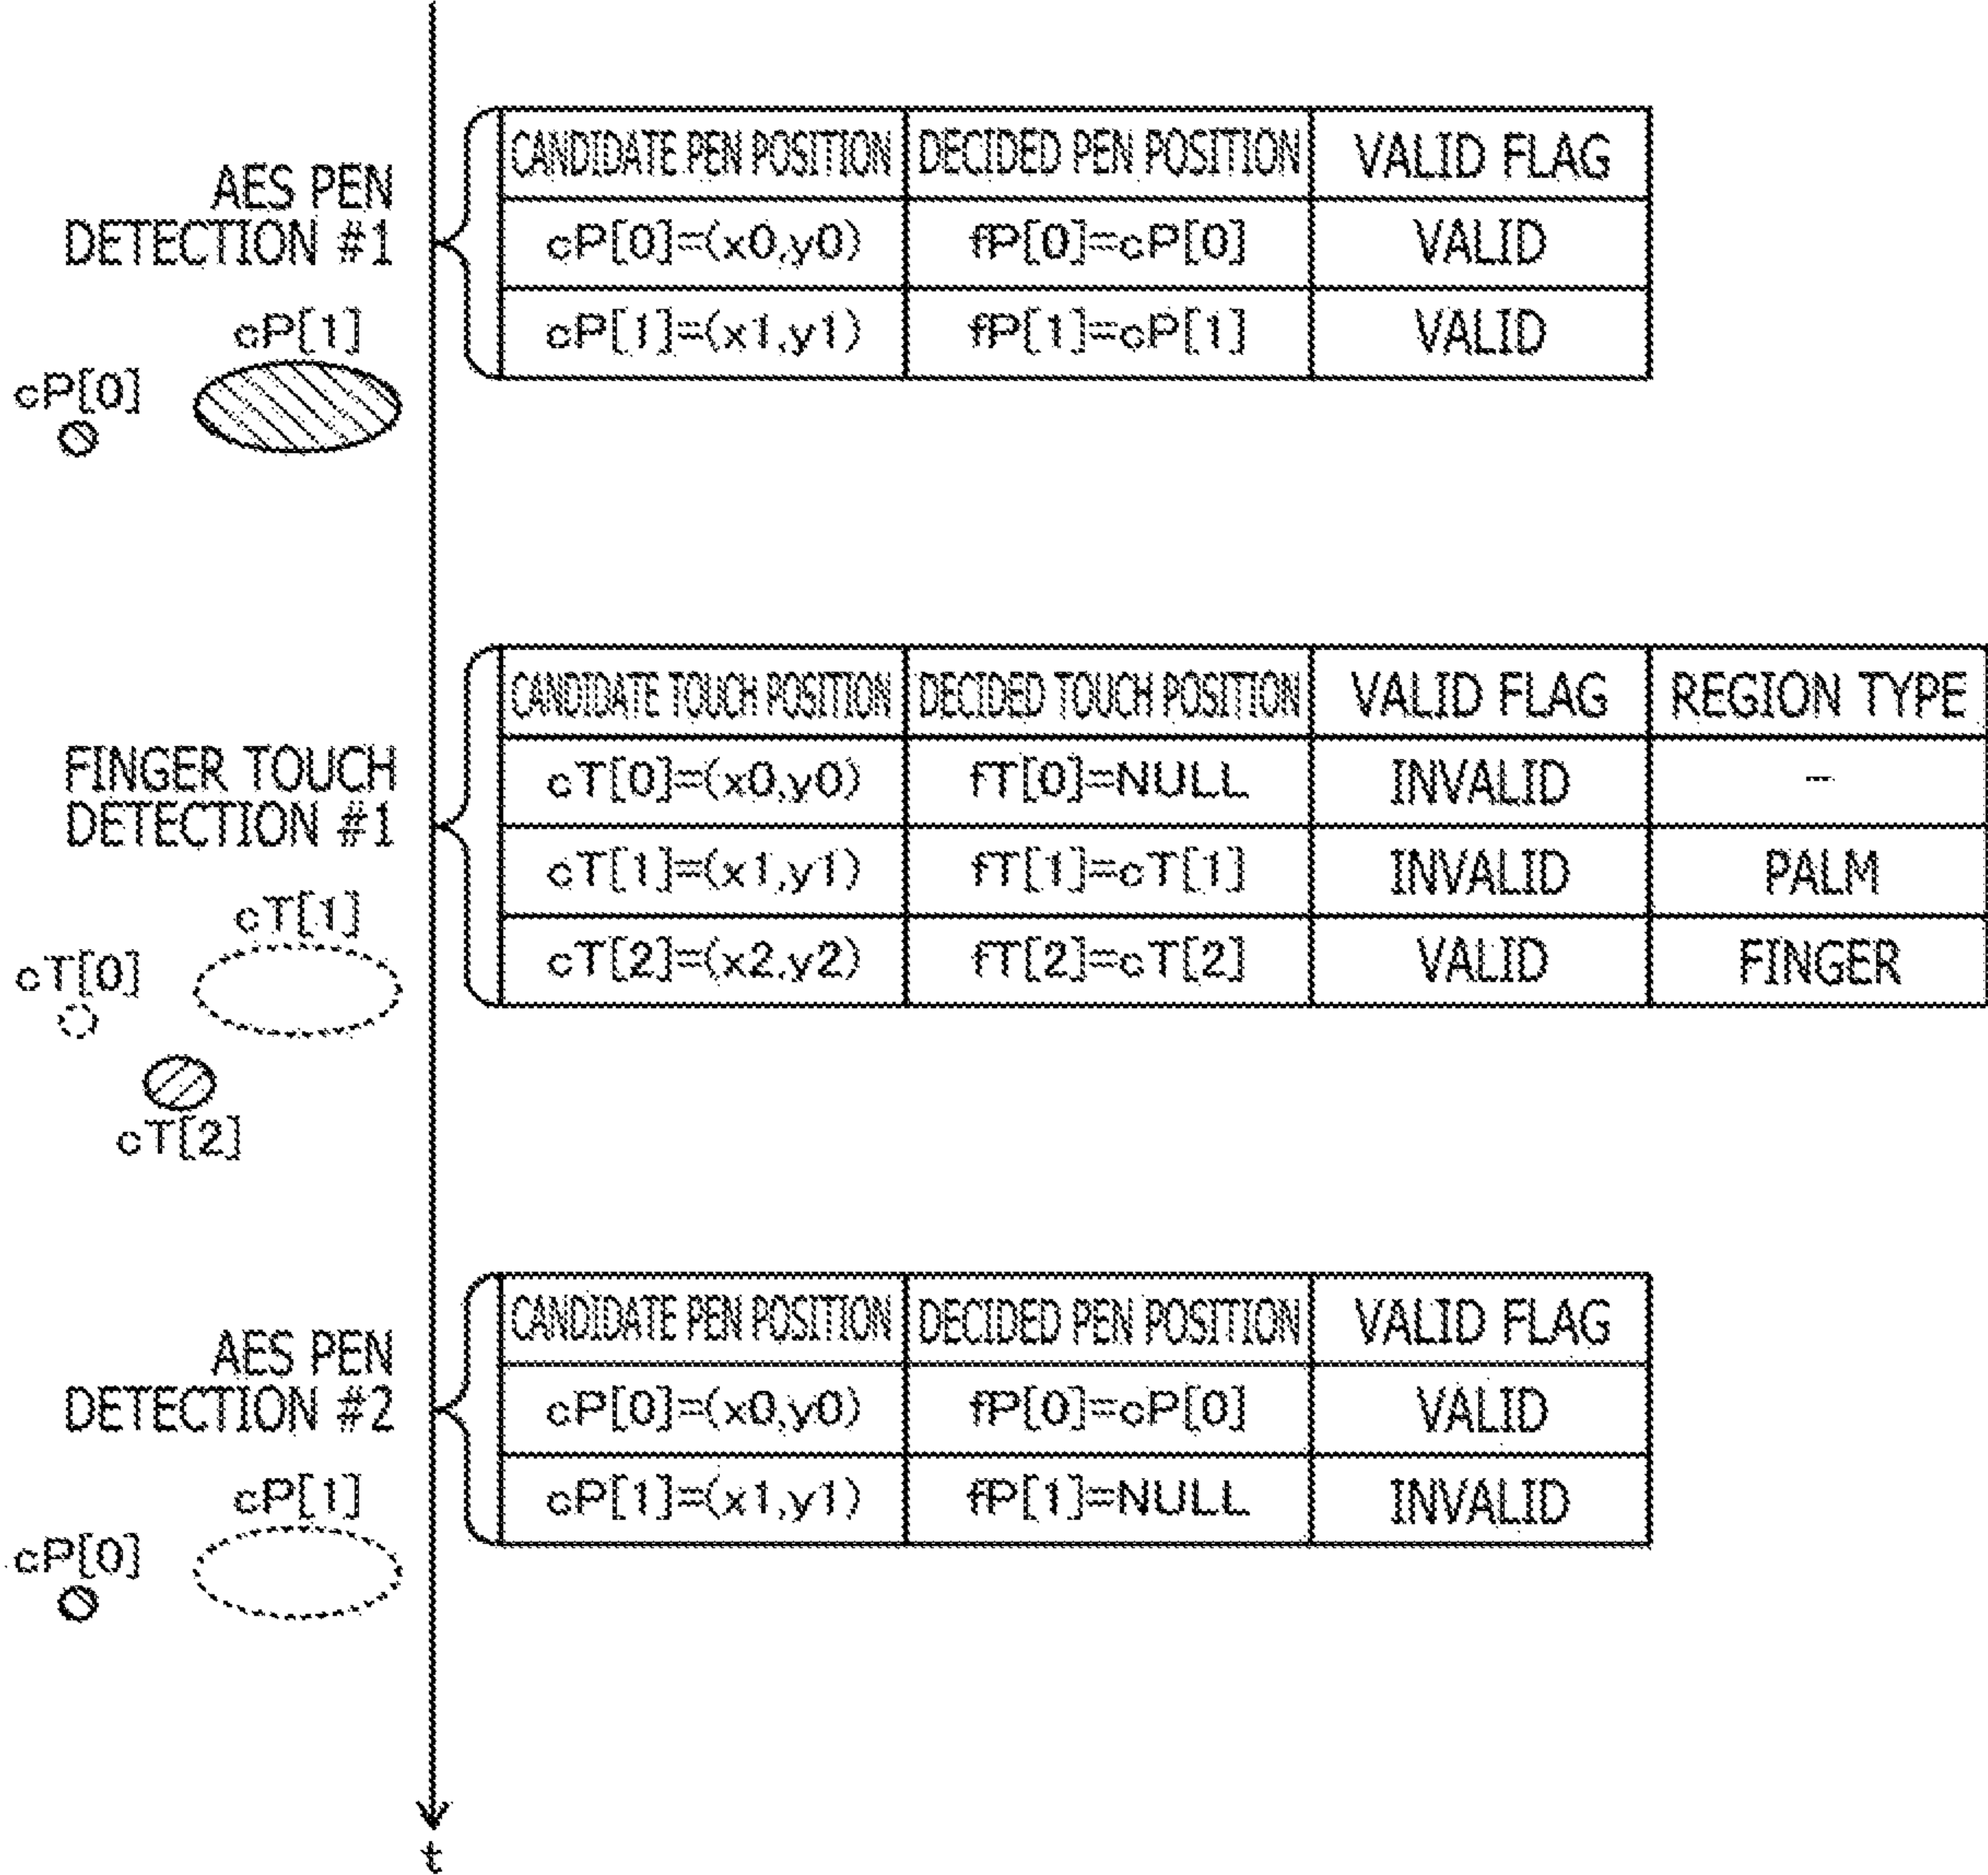 AES PEN
DETECTION #1
cP[1]
cP[0]
CANDIDATE PEN POSITION DECIDED PEN POSITION VALID FLAG
cP[0]=(x0,y0) fP[0]=cP[0] VALID
cP[1]=(x1,y1) fP[1]=cP[1] VALID
FINGER TOUCH
DETECTION #1
cT[1]
cT[0]
cT[2]
CANDIDATE TOUCH POSITION DECIDED TOUCH POSITION VALID FLAG REGION TYPE
cT[0]=(x0,y0) fT[0]=NULL INVALID -
cT[1]=(x1,y1) fT[1]=cT[1] INVALID PALM
cT[2]=(x2,y2) fT[2]=cT[2] VALID FINGER
AES PEN
DETECTION #2
cP[1]
cP[0]
CANDIDATE PEN POSITION DECIDED PEN POSITION VALID FLAG
cP[0]=(x0,y0) fP[0]=cP[0] VALID
cP[1]=(x1,y1) fP[1]=NULL INVALID
t